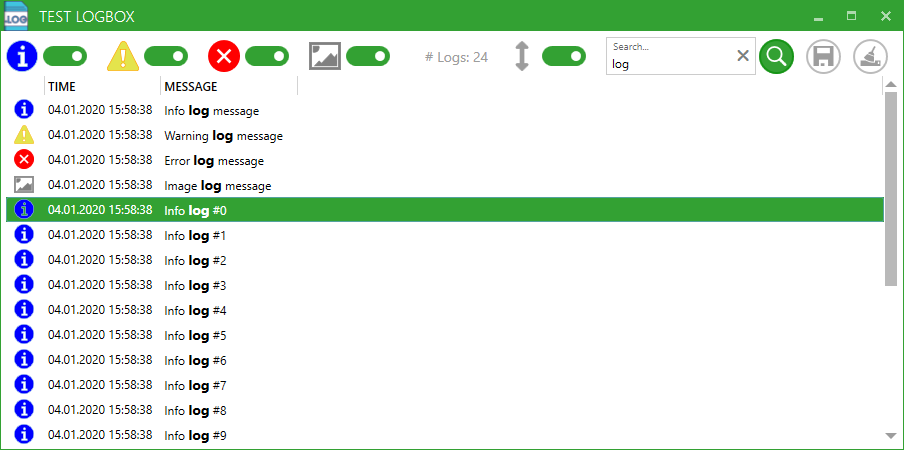 .LOG TEST LOGBOX
# Logs: 24 Search...
log
TIME MESSAGE
04.01.2020 15:58:38 Info log message
04.01.2020 15:58:38 Warning log message
04.01.2020 15:58:38 Error log message
04.01.2020 15:58:38 Image log message
04.01.2020 15:58:38 Info log #0
04.01.2020 15:58:38 Info log #1
04.01.2020 15:58:38 Info log #2
04.01.2020 15:58:38 Info log #3
04.01.2020 15:58:38 Info log #4
04.01.2020 15:58:38 Info log #5
04.01.2020 15:58:38 Info log #6
04.01.2020 15:58:38 Info log #7
04.01.2020 15:58:38 Info log #8
04.01.2020 15:58:38 Info log #9